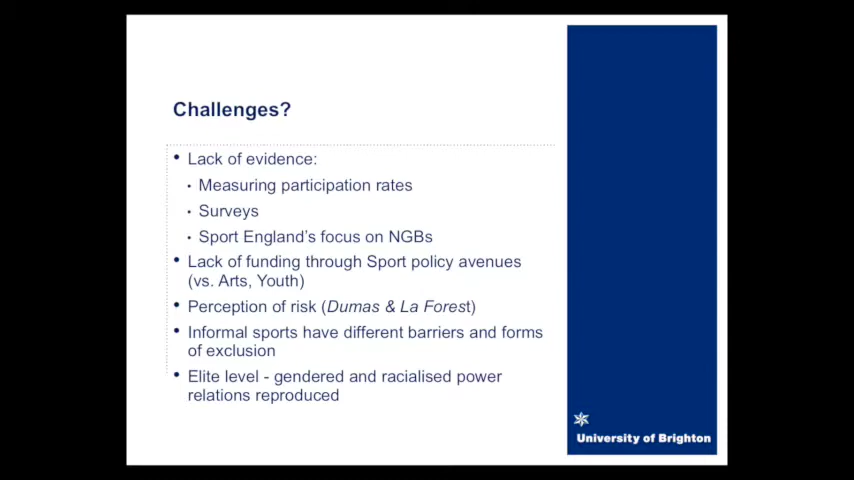 Challenges?
• Lack of evidence:
• Measuring participation rates
• Surveys
• Sport England's focus on NGBs
• Lack of funding through Sport policy avenues
(vs. Arts, Youth)
• Perception of risk (Dumas & La Forest)
• Informal sports have different barriers and forms
of exclusion
• Elite level - gendered and racialised power
relations reproduced
University of Brighton